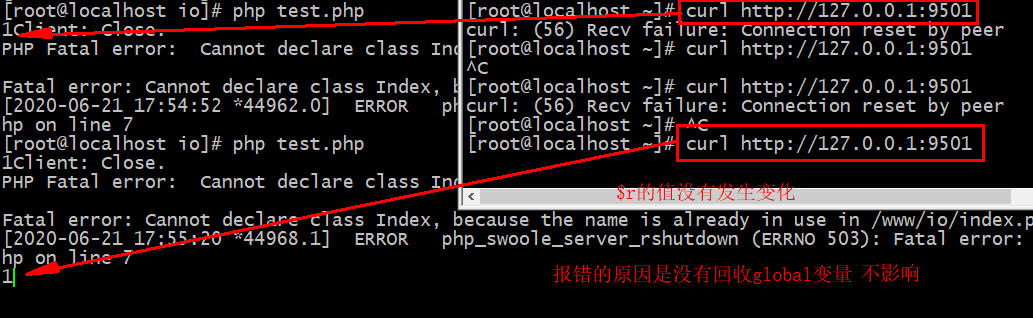 [root@localhost io]# php test.php
1Client: Close.
PHP Fatal error:  Cannot declare class Ind
Fatal error: Cannot declare class Index, b
[2020-06-21 17:54:52 *44962.0]  ERROR   ph
hp on line 7
[root@localhost io]# php test.php
1Client: Close.
PHP Fatal error:  Cannot declare class Ind
Fatal error: Cannot declare class Index, because the name is already in use in /www/io/index.p
[2020-06-21 17:55:20 *44968.1]  ERROR   php_swoole_server_rshutdown (ERRNO 503): Fatal error:
hp on line 7
1
[root@localhost ~]# curl http://127.0.0.1:9501
curl: (56) Recv failure: Connection reset by peer
[root@localhost ~]# curl http://127.0.0.1:9501
^C
[root@localhost ~]# curl http://127.0.0.1:9501
curl: (56) Recv failure: Connection reset by peer
[root@localhost ~]# ^C
[root@localhost ~]# curl http://127.0.0.1:9501
$r的值没有发生变化
报错的原因是没有回收global变量 不影响